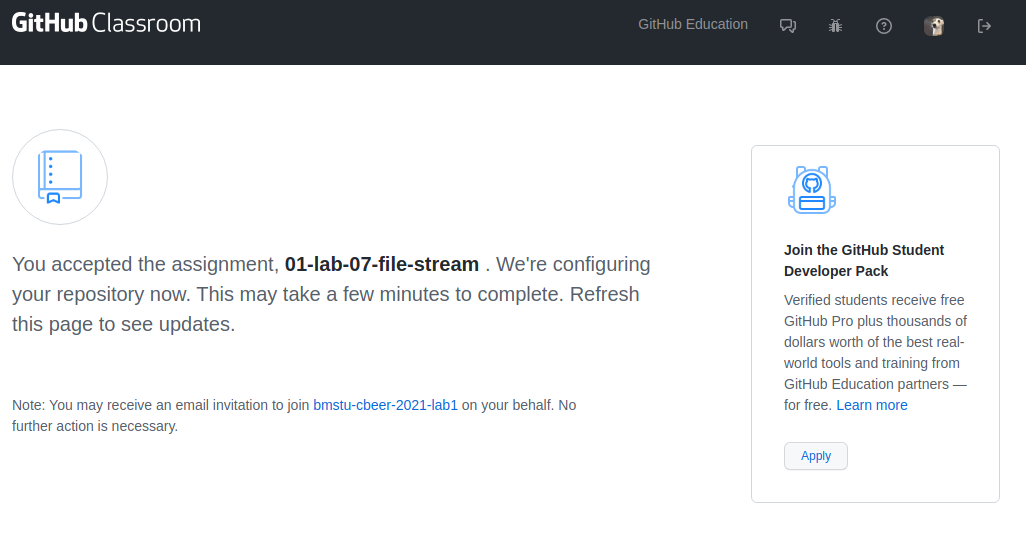 GitHub Classroom
GitHub Education
You accepted the assignment, 01-lab-07-file-stream . We're configuring
your repository now. This may take a few minutes to complete. Refresh
this page to see updates.
Note: You may receive an email invitation to join bmstu-cbeer-2021-lab1 on your behalf. No
further action is necessary.
Join the GitHub Student
Developer Pack
Verified students receive free
GitHub Pro plus thousands of
dollars worth of the best real-
world tools and training from
GitHub Education partners —
for free. Learn more
Apply